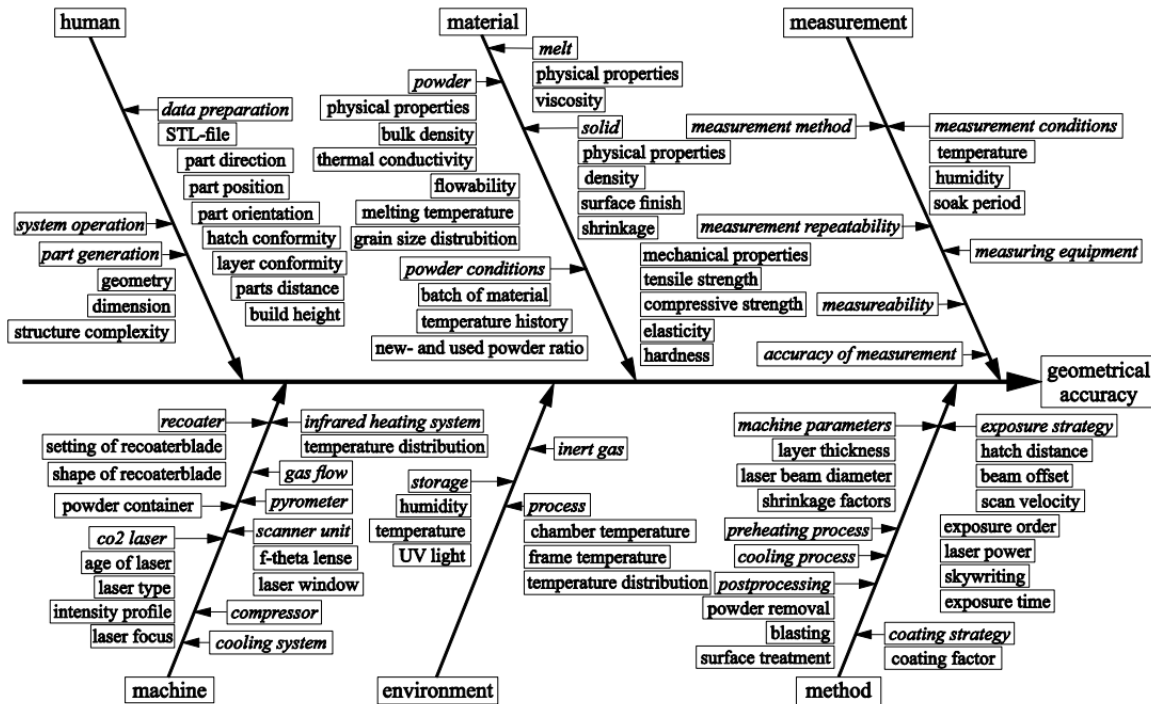 human
material
measurement
data preparation
STL-file
part direction
part position
part orientation
hatch conformity
layer conformity
parts distance
build height
system operation
part generation
geometry
dimension
structure complexity
melt
physical properties
viscosity
powder
physical properties
bulk density
thermal conductivity
flowability
melting temperature
grain size distrubition
solid
physical properties
density
surface finish
shrinkage
mechanical properties
tensile strength
compressive strength
elasticity
hardness
powder conditions
batch of material
temperature history
new- and used powder ratio
measurement method
measurement conditions
temperature
humidity
soak period
measurement repeatability
measuring equipment
measureability
accuracy of measurement
geometrical
accuracy
recoater
setting of recoaterblade
shape of recoaterblade
infrared heating system
temperature distribution
gas flow
powder container
pyrometer
co2 laser
age of laser
laser type
intensity profile
laser focus
scanner unit
f-theta lense
laser window
compressor
cooling system
inert gas
storage
humidity
temperature
UV light
process
chamber temperature
frame temperature
temperature distribution
machine parameters
layer thickness
laser beam diameter
shrinkage factors
exposure strategy
hatch distance
beam offset
scan velocity
exposure order
laser power
skywriting
exposure time
preheating process
cooling process
postprocessing
powder removal
blasting
surface treatment
coating strategy
coating factor
machine
environment
method